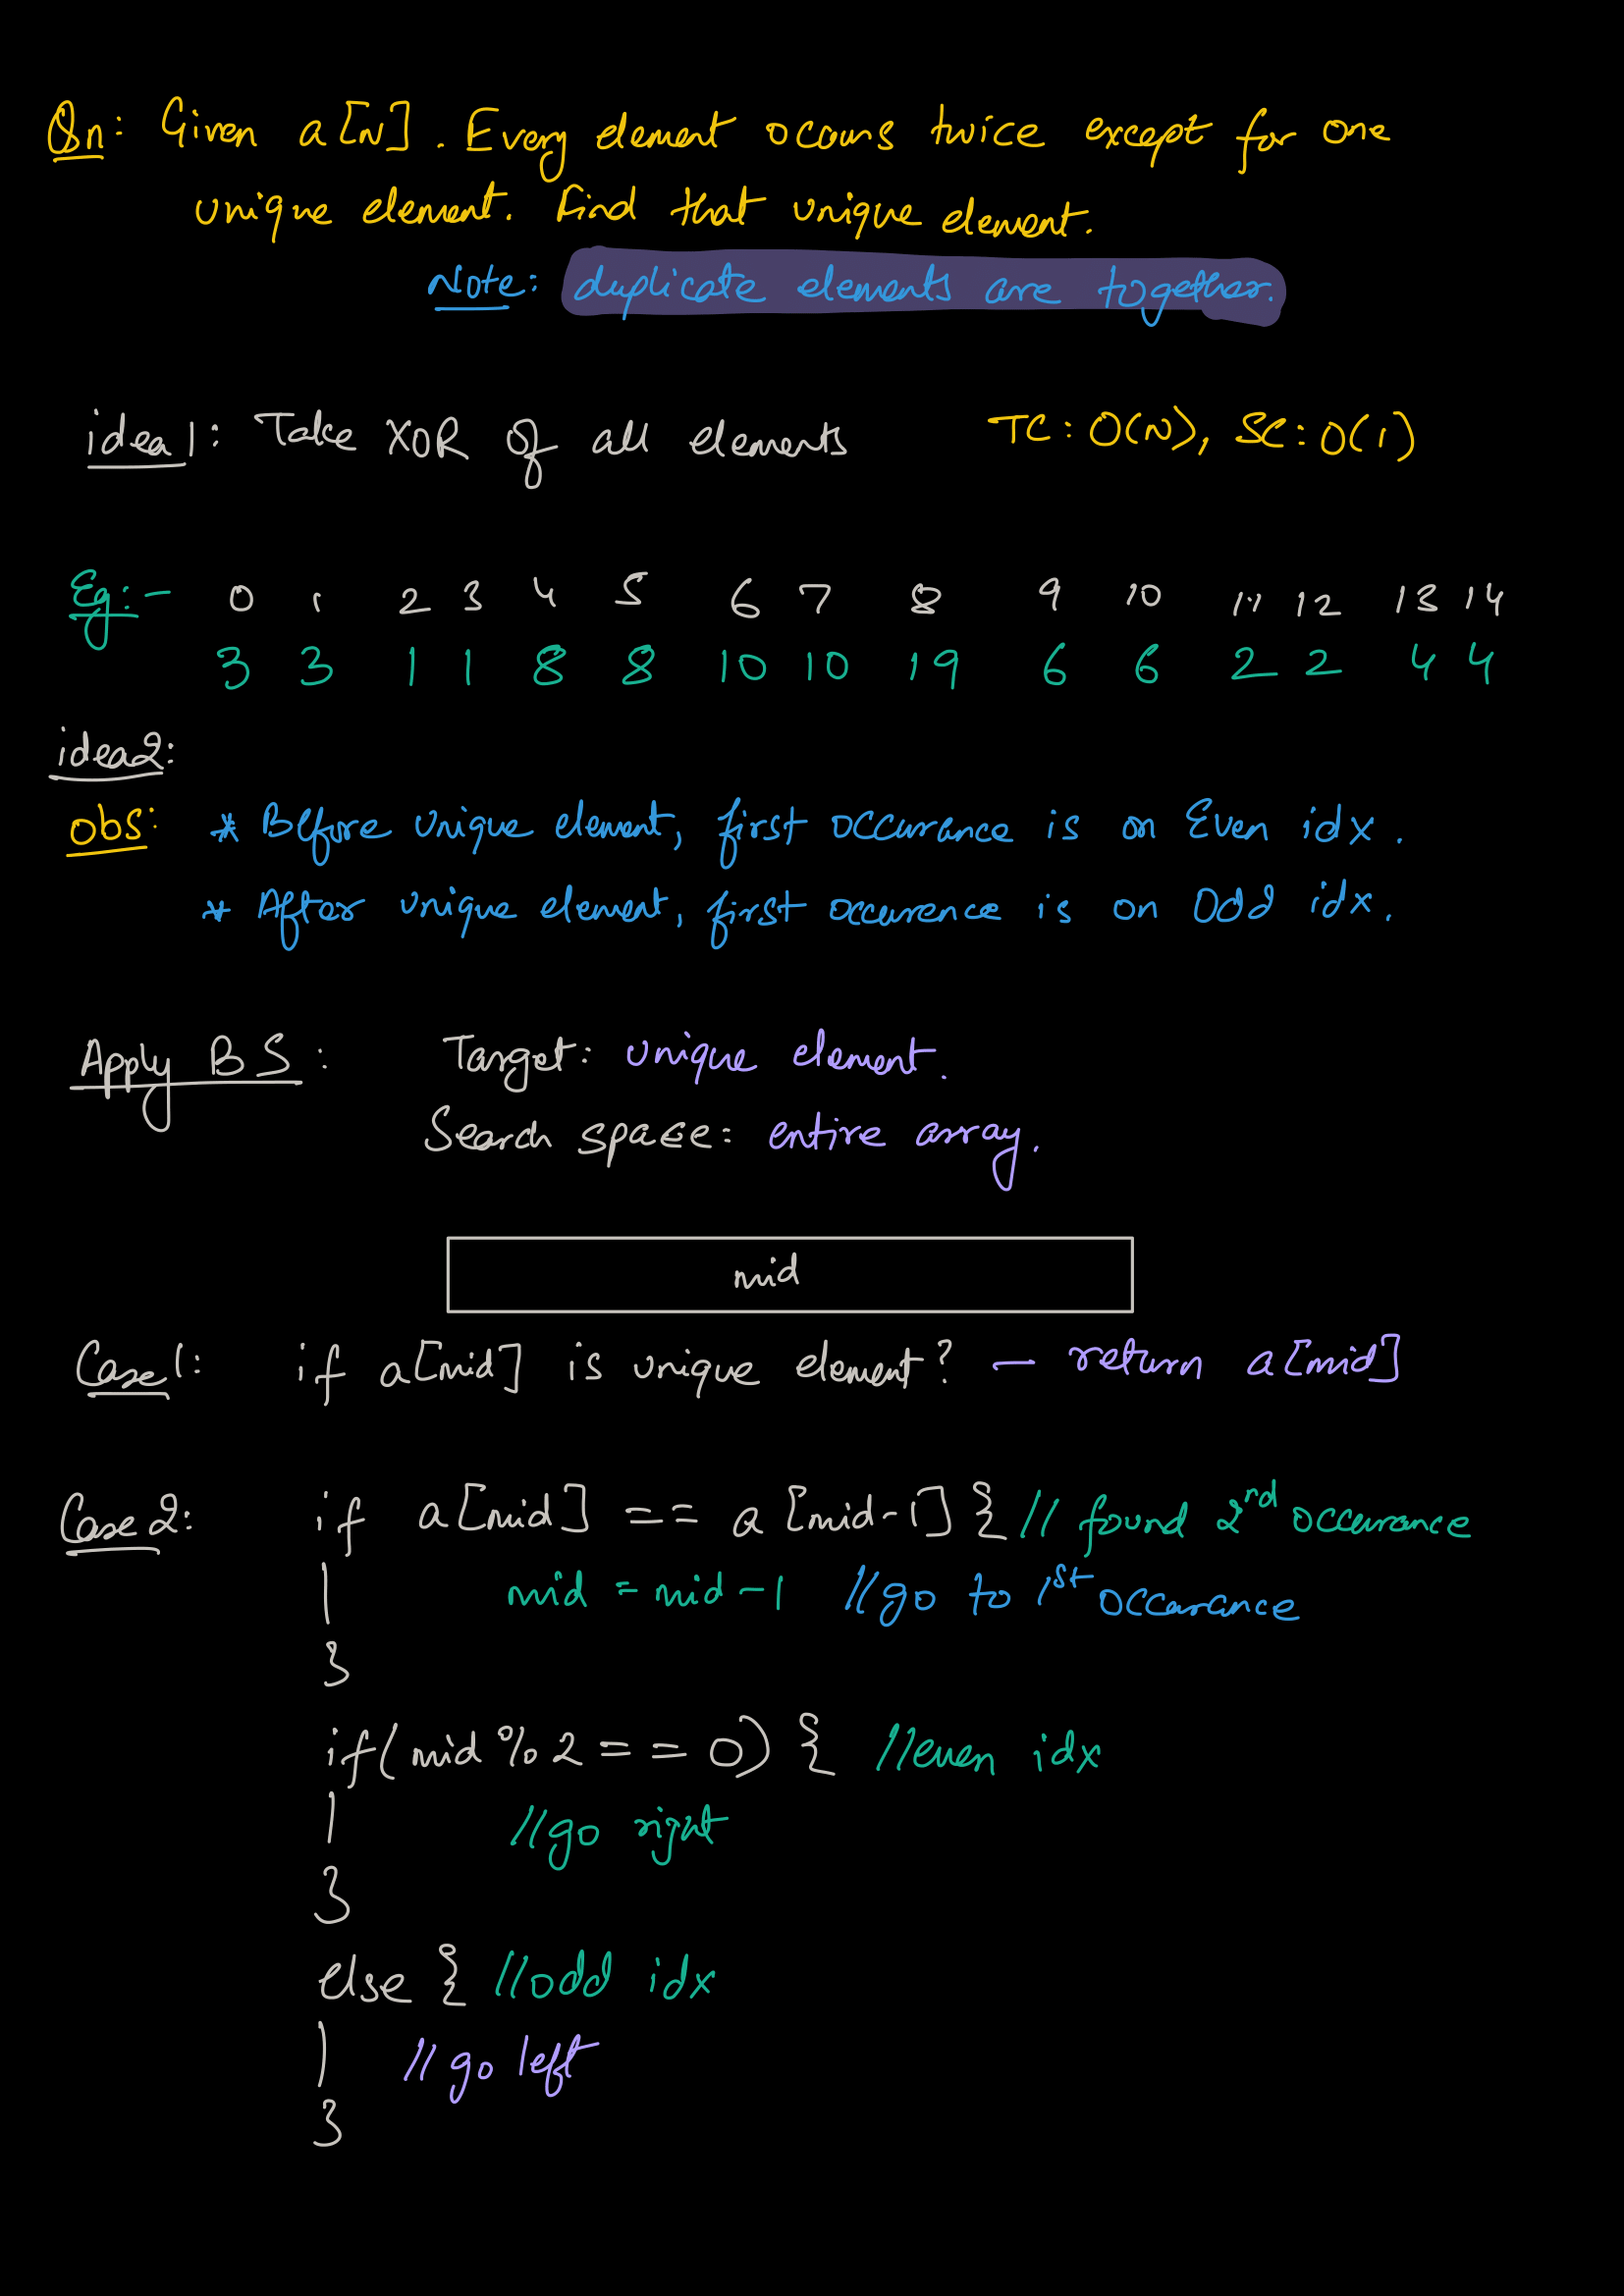 Qn: Given a[N]. Every element occurs twice except for one
unique element. Find that unique element.
Note: duplicate elements are together.
idea1: Take XOR of all elements TC: O(N), SC: O(1)
Eg:- 0 1 2 3 4 5 6 7 8 9 10 11 12 13 14
3 3 1 1 8 8 10 10 19 6 6 2 2 4 4
idea2:
obs: * Before unique element, first occurance is on Even idx.
* After unique element, first occurence is on Odd idx.
Apply BS: Target: unique element.
Search space: entire array.
mid
Case1: if a[mid] is unique element? — return a[mid]
Case2: if a[mid] == a[mid-1] { // found 2nd occurance
mid = mid-1 // go to 1st occurance
}
if(mid%2==0) { //even idx
//go right
}
else { //odd idx
//go left
}